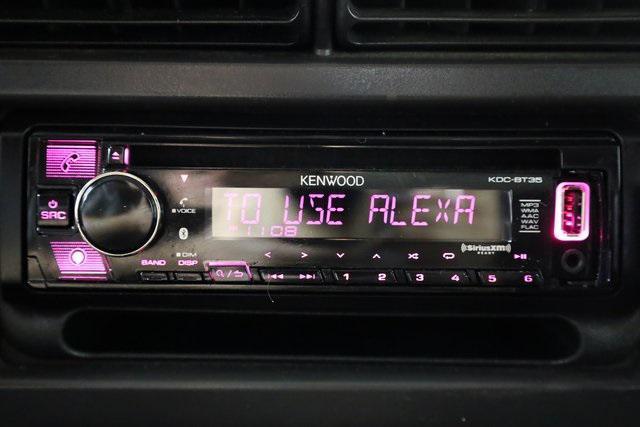 KENWOOD
KDC-BT35
TO USE ALEXA
11:08
SRC
VOICE
DIM
BAND
DISP
MP3
WMA
AAC
WAV
FLAC
((SiriusXM))
READY
1 2 3 4 5 6